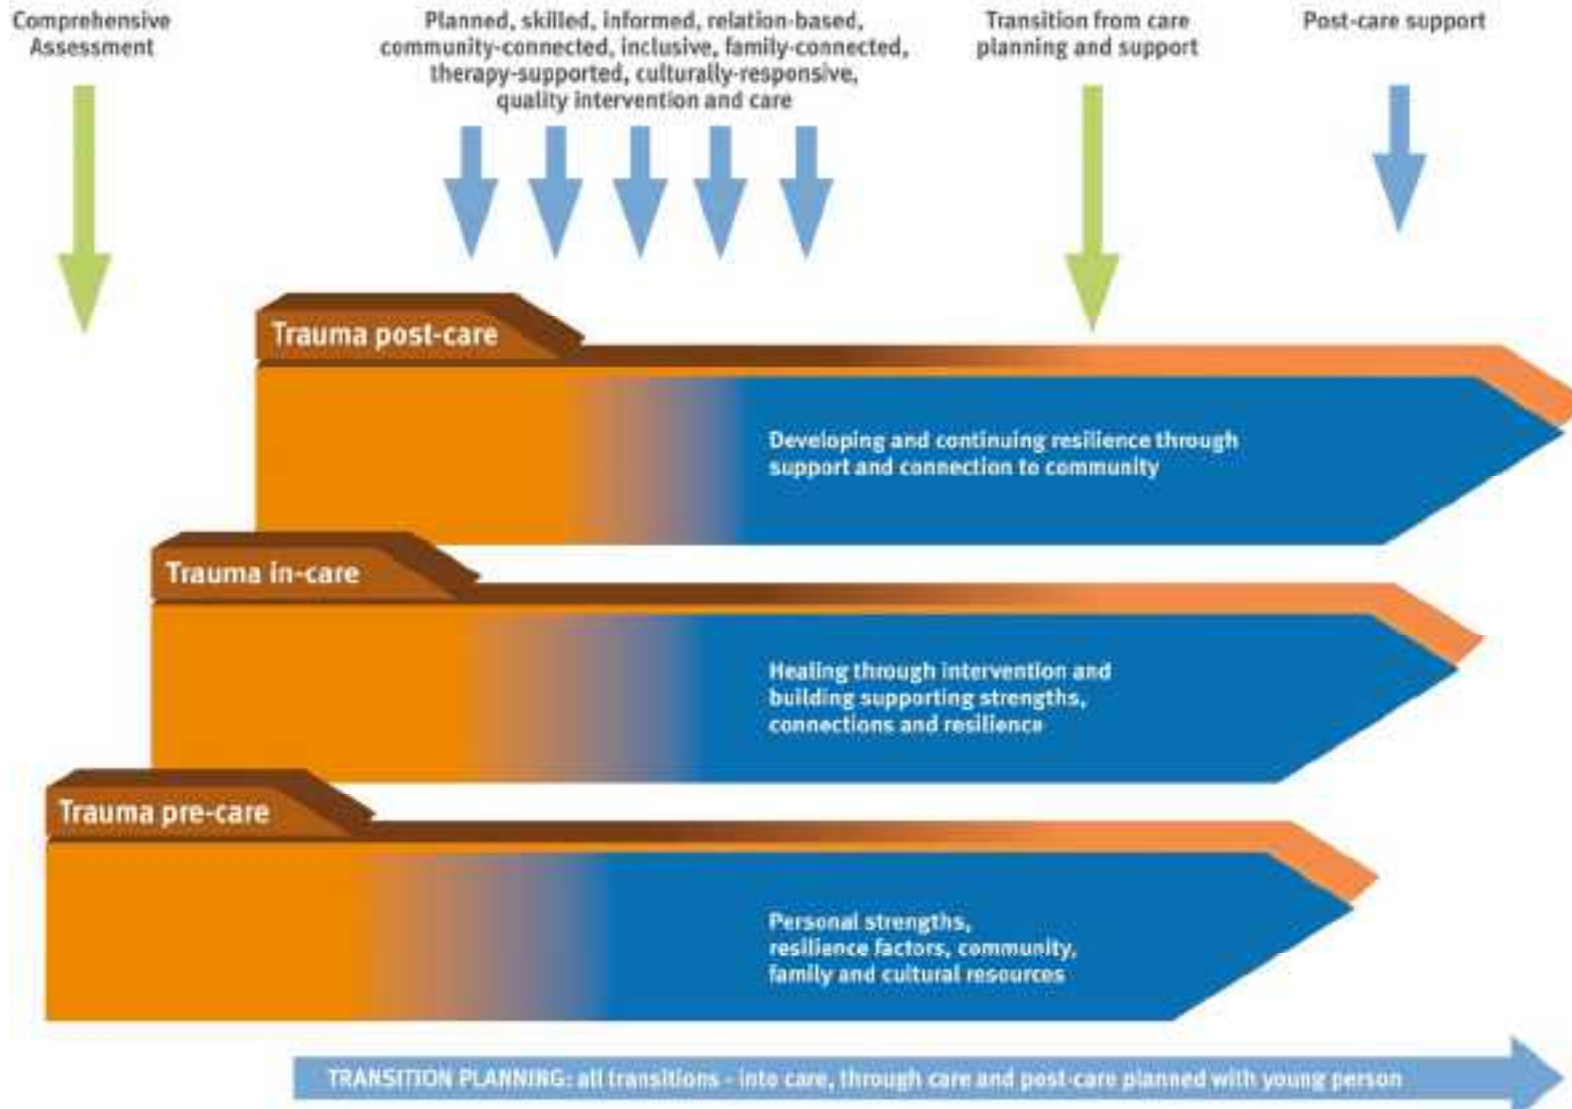 Comprehensive
Assessment
Planned, skilled, informed, relation-based,
community-connected, inclusive, family-connected,
therapy-supported, culturally-responsive,
quality intervention and care
Transition from care
planning and support
Post-care support
Trauma post-care
Developing and continuing resilience through
support and connection to community
Trauma in-care
Healing through intervention and
building supporting strengths,
connections and resilience
Trauma pre-care
Personal strengths,
resilience factors, community,
family and cultural resources
TRANSITION PLANNING: all transitions - into care, through care and post-care planned with young person